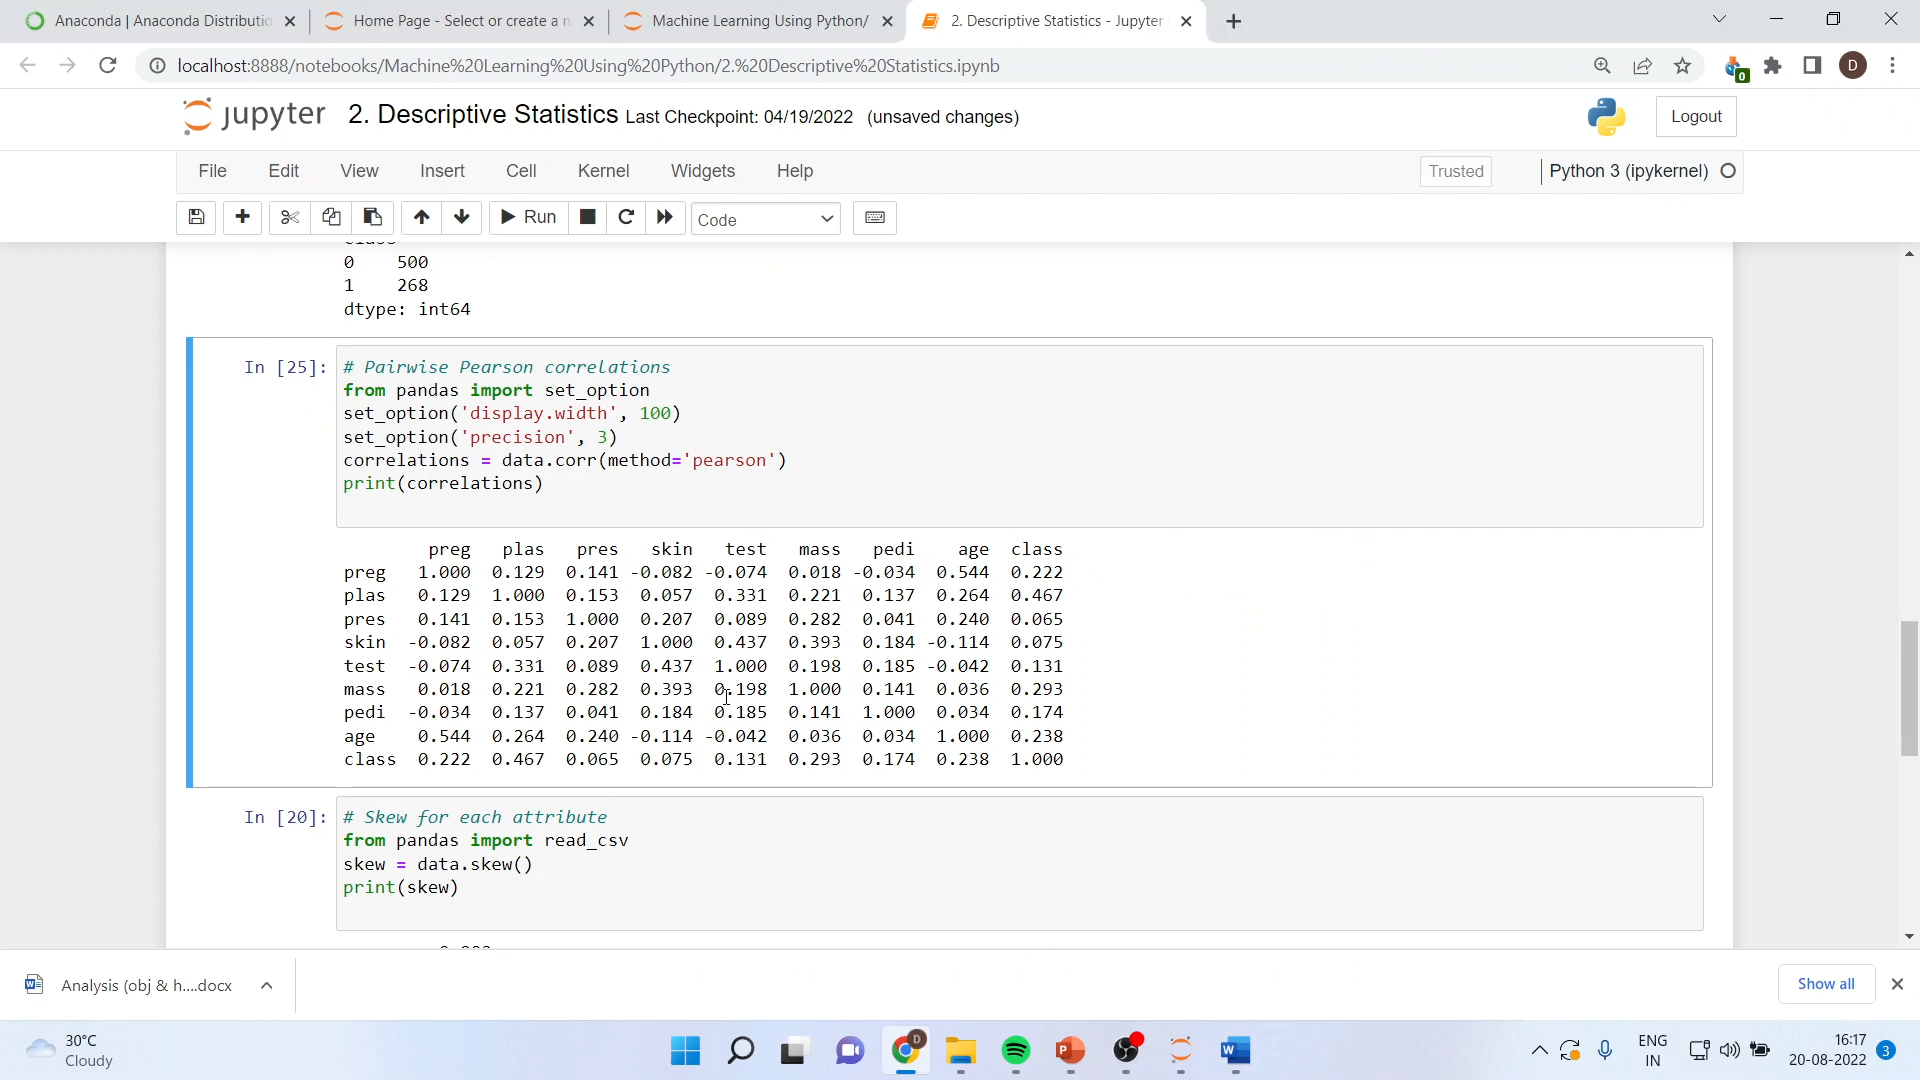 Anaconda | Anaconda Distributio
Home Page - Select or create a n
Machine Learning Using Python/
2. Descriptive Statistics - Jupyter
localhost:8888/notebooks/Machine%20Learning%20Using%20Python/2.%20Descriptive%20Statistics.ipynb
0
D
jupyter 2. Descriptive Statistics Last Checkpoint: 04/19/2022 (unsaved changes)
Logout
File Edit View Insert Cell Kernel Widgets Help
Trusted
Python 3 (ipykernel)
Run
Code
0 500
1 268
dtype: int64
In [25]: # Pairwise Pearson correlations
from pandas import set_option
set_option('display.width', 100)
set_option('precision', 3)
correlations = data.corr(method='pearson')
print(correlations)
preg plas pres skin test mass pedi age class
preg 1.000 0.129 0.141 -0.082 -0.074 0.018 -0.034 0.544 0.222
plas 0.129 1.000 0.153 0.057 0.331 0.221 0.137 0.264 0.467
pres 0.141 0.153 1.000 0.207 0.089 0.282 0.041 0.240 0.065
skin -0.082 0.057 0.207 1.000 0.437 0.393 0.184 -0.114 0.075
test -0.074 0.331 0.089 0.437 1.000 0.198 0.185 -0.042 0.131
mass 0.018 0.221 0.282 0.393 0.198 1.000 0.141 0.036 0.293
pedi -0.034 0.137 0.041 0.184 0.185 0.141 1.000 0.034 0.174
age 0.544 0.264 0.240 -0.114 -0.042 0.036 0.034 1.000 0.238
class 0.222 0.467 0.065 0.075 0.131 0.293 0.174 0.238 1.000
In [20]: # Skew for each attribute
from pandas import read_csv
skew = data.skew()
print(skew)
Analysis (obj & h....docx
Show all
30°C
Cloudy
D
ENG
IN
16:17
20-08-2022
3